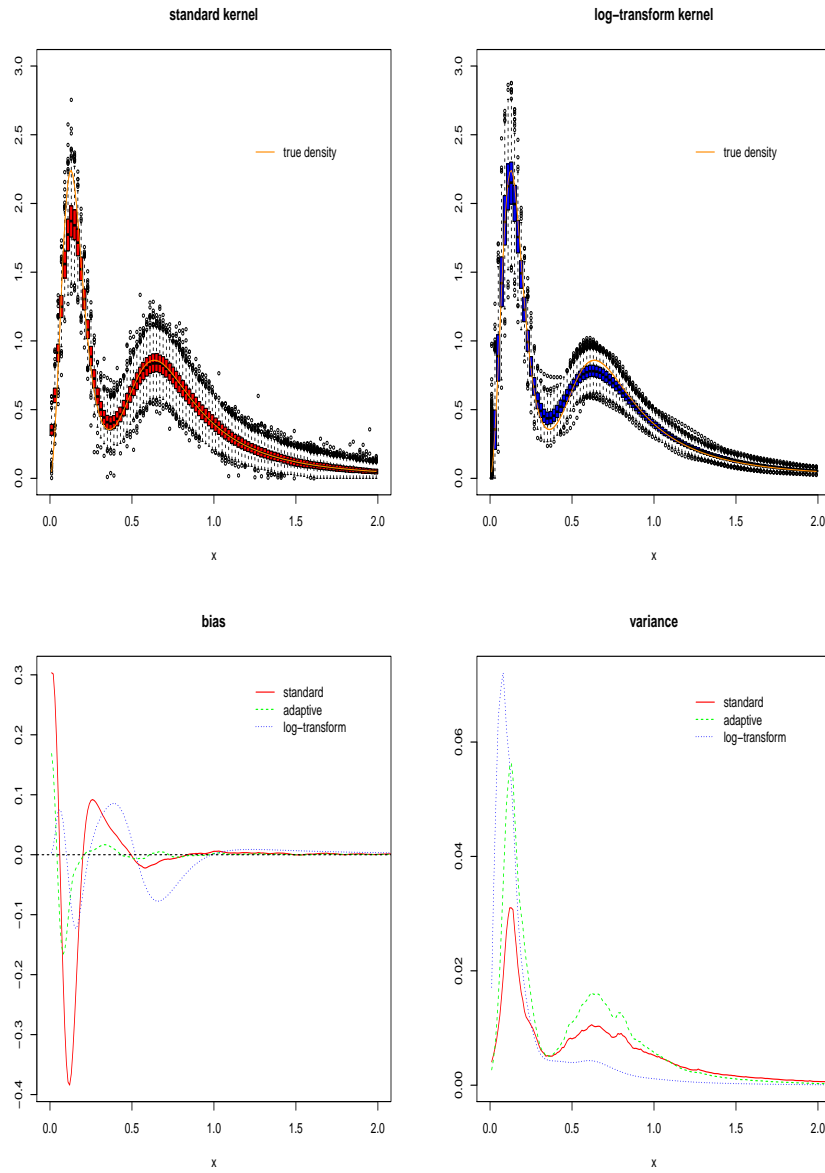 standard kernel
3.0
2.5
2.0
1.5
1.0
0.5
0.0
true density
0.0 0.5 1.0 1.5 2.0
x
log−transform kernel
3.0
2.5
2.0
1.5
1.0
0.5
0.0
true density
0.0 0.5 1.0 1.5 2.0
x
bias
0.3
0.2
0.1
0.0
−0.1
−0.2
−0.3
−0.4
standard
adaptive
log−transform
0.0 0.5 1.0 1.5 2.0
x
variance
0.06
0.04
0.02
0.00
standard
adaptive
log−transform
0.0 0.5 1.0 1.5 2.0
x